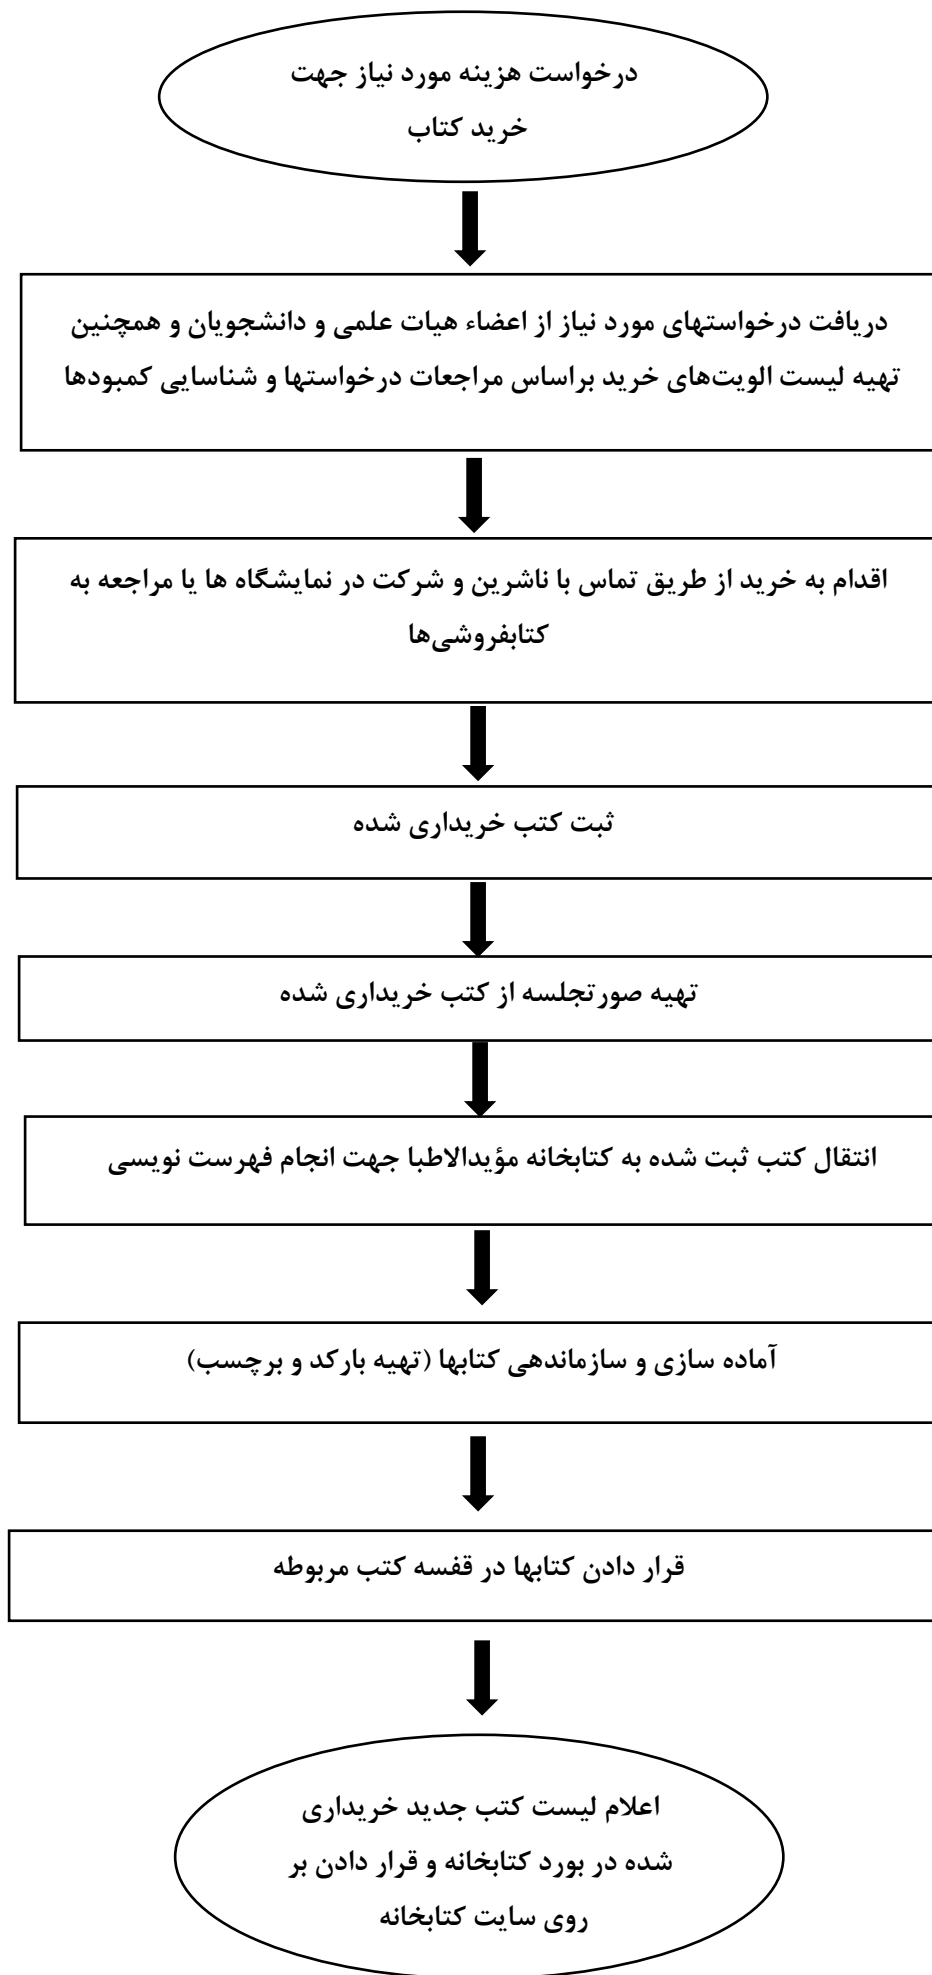 درخواست هزینه مورد نیاز جهت
خرید کتاب
دریافت درخواستهای مورد نیاز از اعضاء هیات علمی و دانشجویان و همچنین
تهیه لیست الویت‌های خرید براساس مراجعات درخواستها و شناسایی کمبودها
اقدام به خرید از طریق تماس با ناشرین و شرکت در نمایشگاه ها یا مراجعه به
کتابفروشی‌ها
ثبت کتب خریداری شده
تهیه صورتجلسه از کتب خریداری شده
انتقال کتب ثبت شده به کتابخانه مؤیدالاطبا جهت انجام فهرست نویسی
آماده سازی و سازماندهی کتابها (تهیه بارکد و برچسب)
قرار دادن کتابها در قفسه کتب مربوطه
اعلام لیست کتب جدید خریداری
شده در بورد کتابخانه و قرار دادن بر
روی سایت کتابخانه